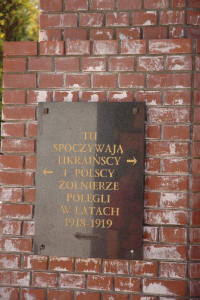 TU
SPOCZYWAJĄ
UKRAIŃSCY →
← I POLSCY
ŻOŁNIERZE
POLEGLI
W LATACH
1918-1919